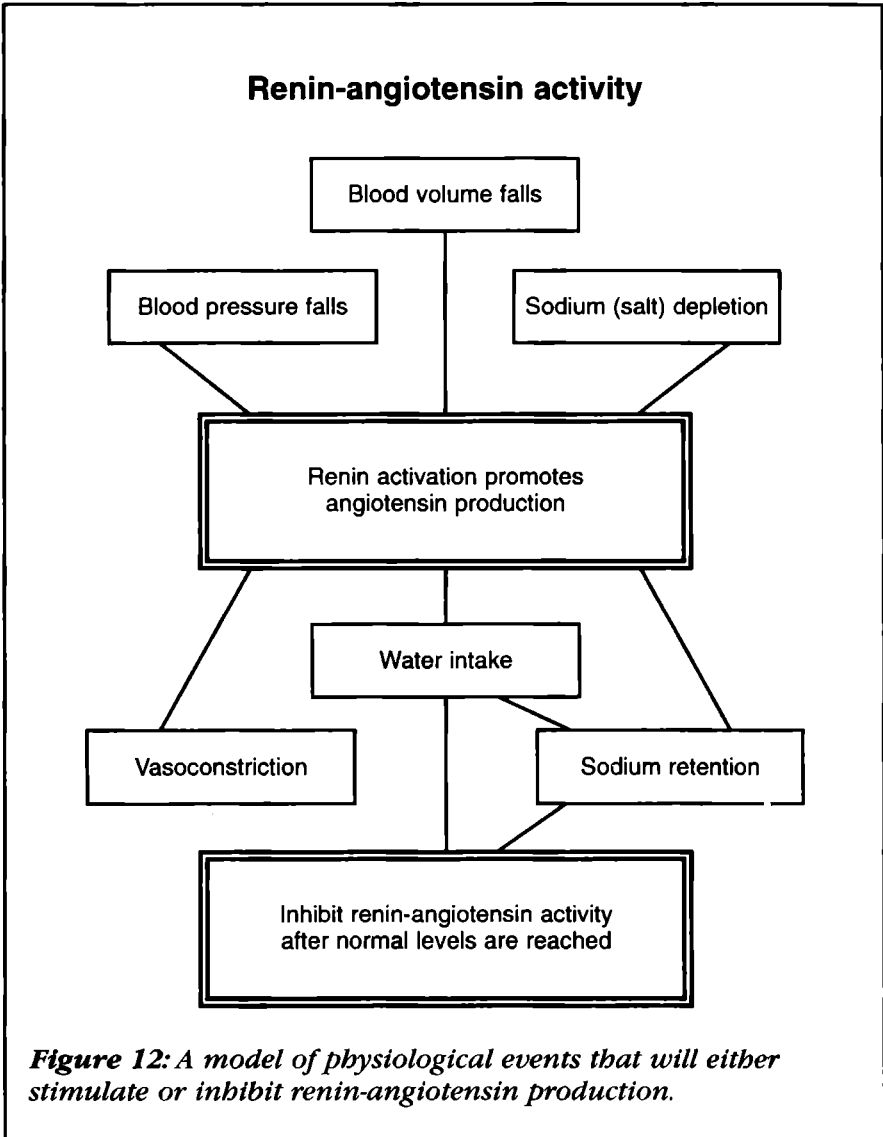 Renin-angiotensin activity
Blood volume falls
Blood pressure falls
Sodium (salt) depletion
Renin activation promotes
angiotensin production
Water intake
Vasoconstriction
Sodium retention
Inhibit renin-angiotensin activity
after normal levels are reached
Figure 12: A model of physiological events that will either
stimulate or inhibit renin-angiotensin production.